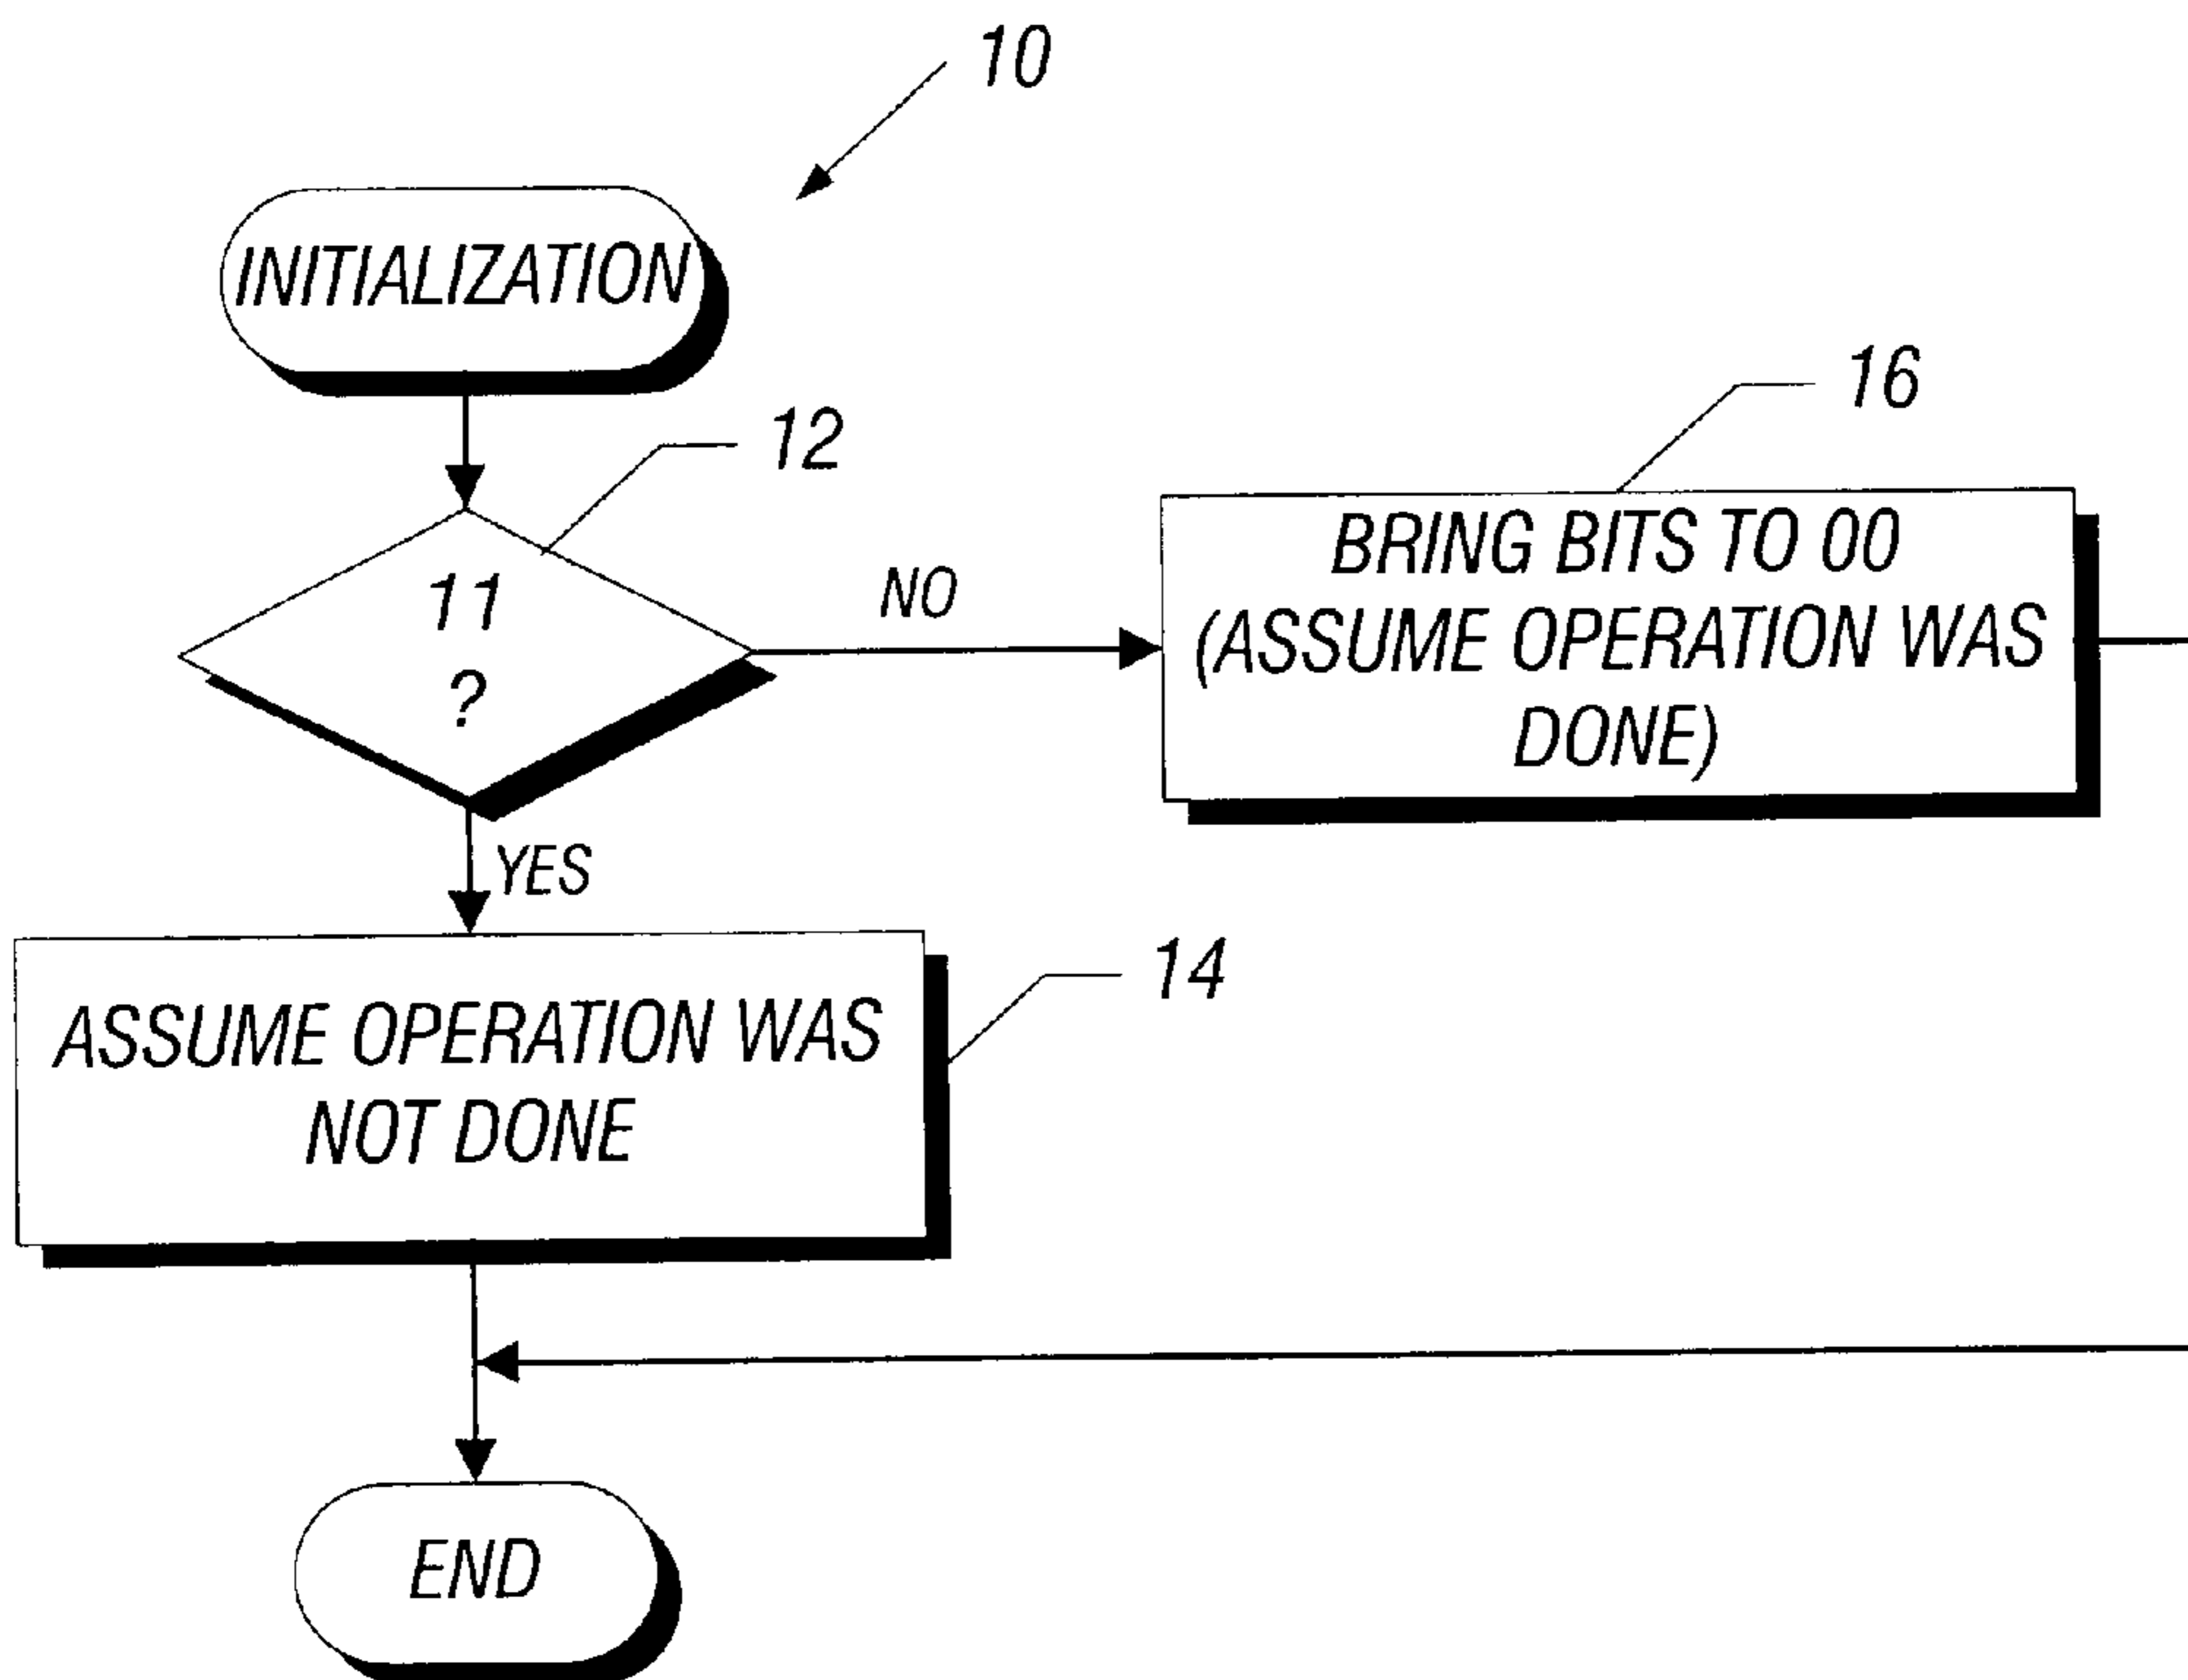 10
INITIALIZATION
12
11
?
NO
16
BRING BITS TO 00
(ASSUME OPERATION WAS
DONE)
YES
14
ASSUME OPERATION WAS
NOT DONE
END